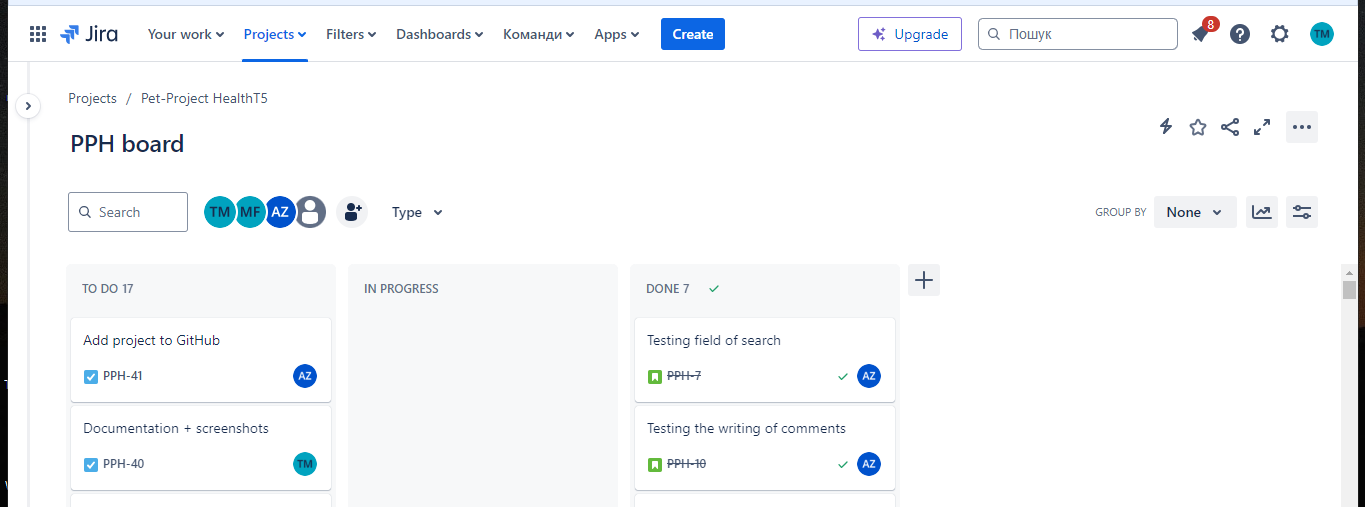 Jira Your work Projects Filters Dashboards Команди Apps Create Upgrade Пошук 8 TM
Projects / Pet-Project HealthT5
PPH board
Search TM MF AZ Type GROUP BY None
TO DO 17 IN PROGRESS DONE 7
Add project to GitHub Testing field of search
PPH-41 AZ PPH-7 AZ
Documentation + screenshots Testing the writing of comments
PPH-40 TM PPH-10 AZ